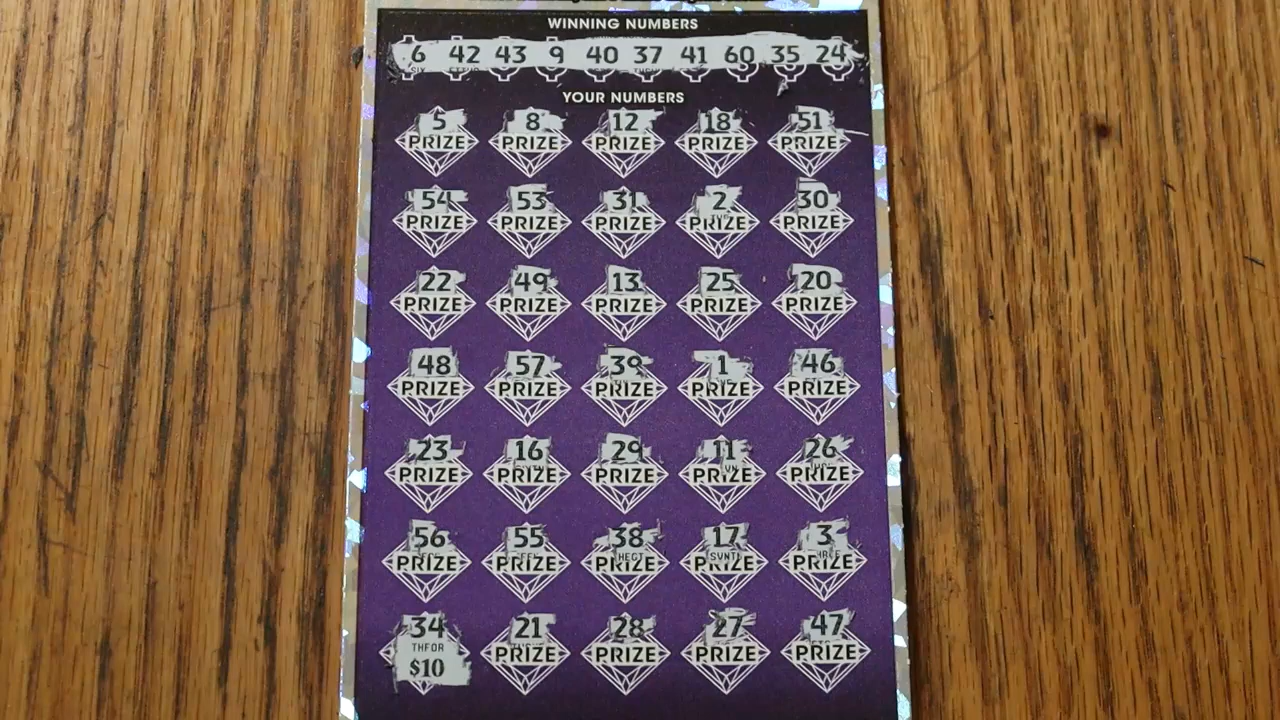 WINNING NUMBERS
6 42 43 9 40 37 41 60 35 24
SIX
YOUR NUMBERS
5 8 12 18 51
PRIZE PRIZE PRIZE PRIZE PRIZE
54 53 31 2 30
PRIZE PRIZE PRIZE PRIZE PRIZE
22 49 13 25 20
PRIZE PRIZE PRIZE PRIZE PRIZE
48 57 39 1 46
PRIZE PRIZE PRIZE PRIZE PRIZE
23 16 29 11 26
PRIZE PRIZE PRIZE PRIZE PRIZE
56 55 38 17 3
SVNT
PRIZE PRIZE PRIZE PRIZE PRIZE
34 21 28 27 47
THFOR
$10 PRIZE PRIZE PRIZE PRIZE